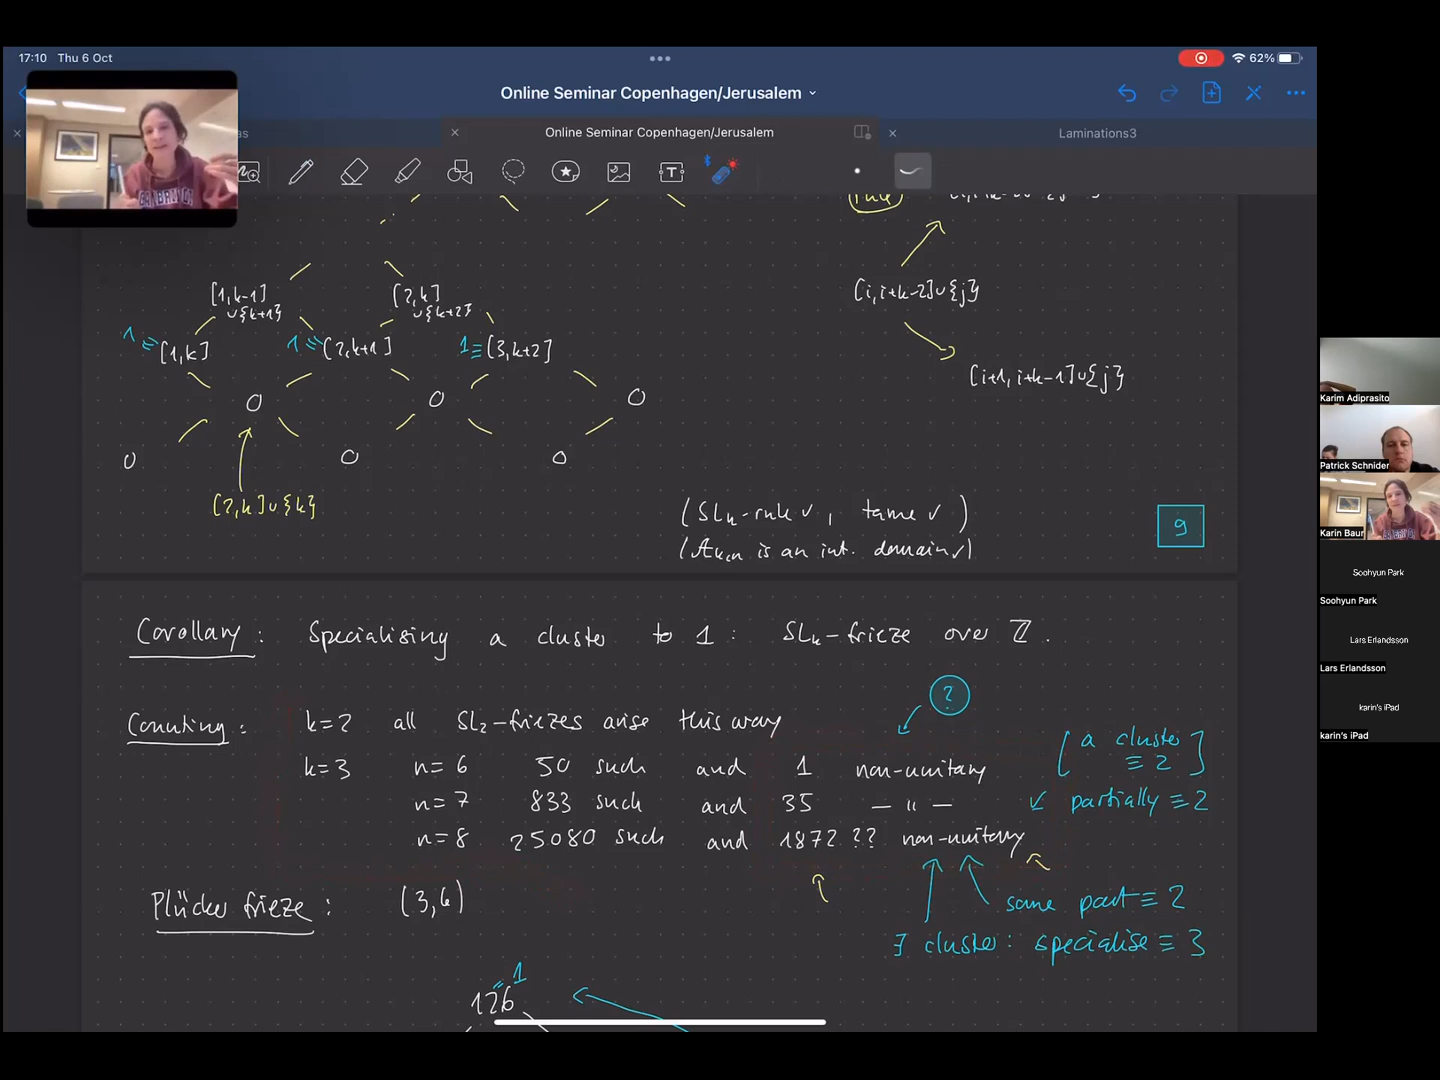 17:10 Thu 6 Oct
62%
Online Seminar Copenhagen/Jerusalem
Online Seminar Copenhagen/Jerusalem
Laminations3
[1,k-1]
∪{k+1}
[2,k]
∪{k+2}
1 ≡ [1,k]
1 ≡ [2,k+1]
1 ≡ [3,k+2]
0 0 0
0 0 0
[2,k]∪{k}
[i,i+k-2]∪{j}
[i+1,i+k-1]∪{j}
(SLk-rule ✓, tame ✓)
(Ak,n is an int. domain ✓)
9
Corollary: Specialising a cluster to 1: SLk-frieze over ℤ.
?
Counting: k=2 all SL2-friezes arise this way
k=3 n=6 50 such and 1 non-unitary
[a cluster ≡ 2]
n=7 833 such and 35 — " —
↙ partially ≡ 2
n=8 25080 such and 1872 ?? non-unitary
same part ≡ 2
∃ cluster: specialise ≡ 3
Plücker frieze: (3,6)
126 = 1
Karim Adiprasito
Patrick Schnider
Karin Baur
Soohyun Park
Soohyun Park
Lars Erlandsson
Lars Erlandsson
karin's iPad
karin's iPad